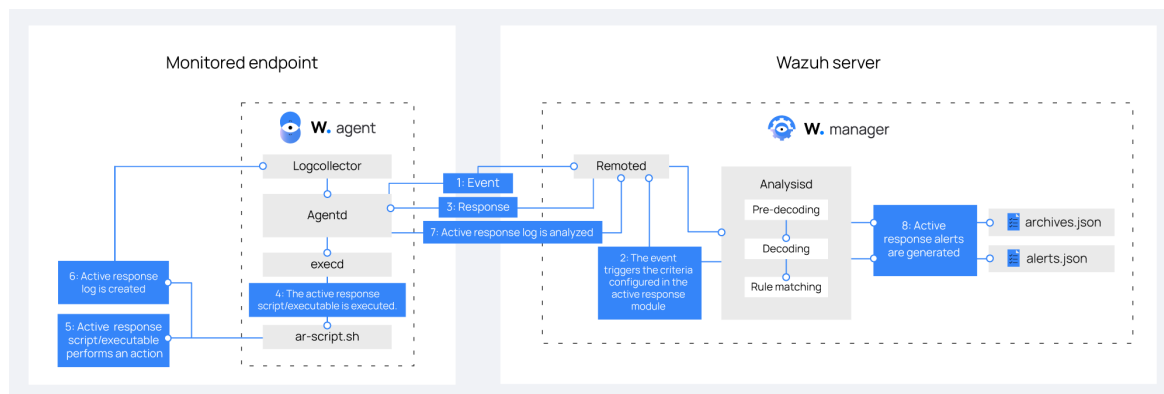 Monitored endpoint
W. agent
Logcollector
Agentd
execd
4: The active response
script/executable is executed.
ar-script.sh
6: Active response
log is created
5: Active response
script/executable
performs an action
1: Event
3: Response
7: Active response log is analyzed
Wazuh server
W. manager
Remoted
2: The event
triggers the criteria
configured in the
active response
module
Analysisd
Pre-decoding
Decoding
Rule matching
8: Active
response alerts
are generated
archives.json
alerts.json